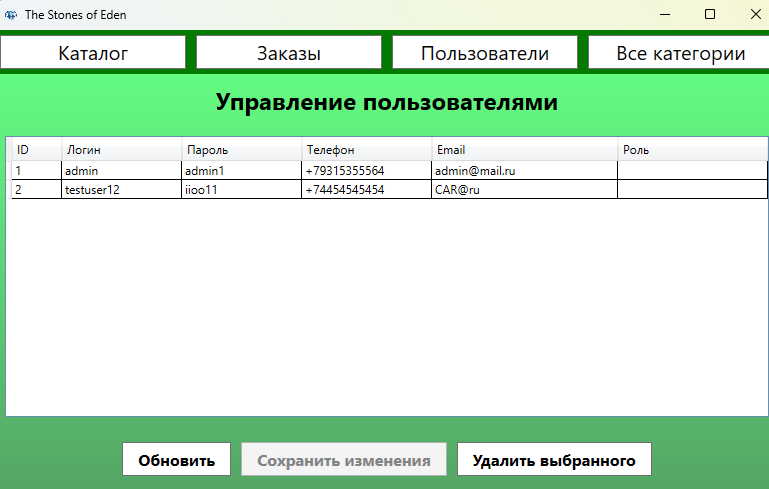 The Stones of Eden
Каталог Заказы Пользователи Все категории
Управление пользователями
ID Логин Пароль Телефон Email Роль
1 admin admin1 +79315355564 admin@mail.ru
2 testuser12 iioo11 +74454545454 CAR@ru
Обновить Сохранить изменения Удалить выбранного